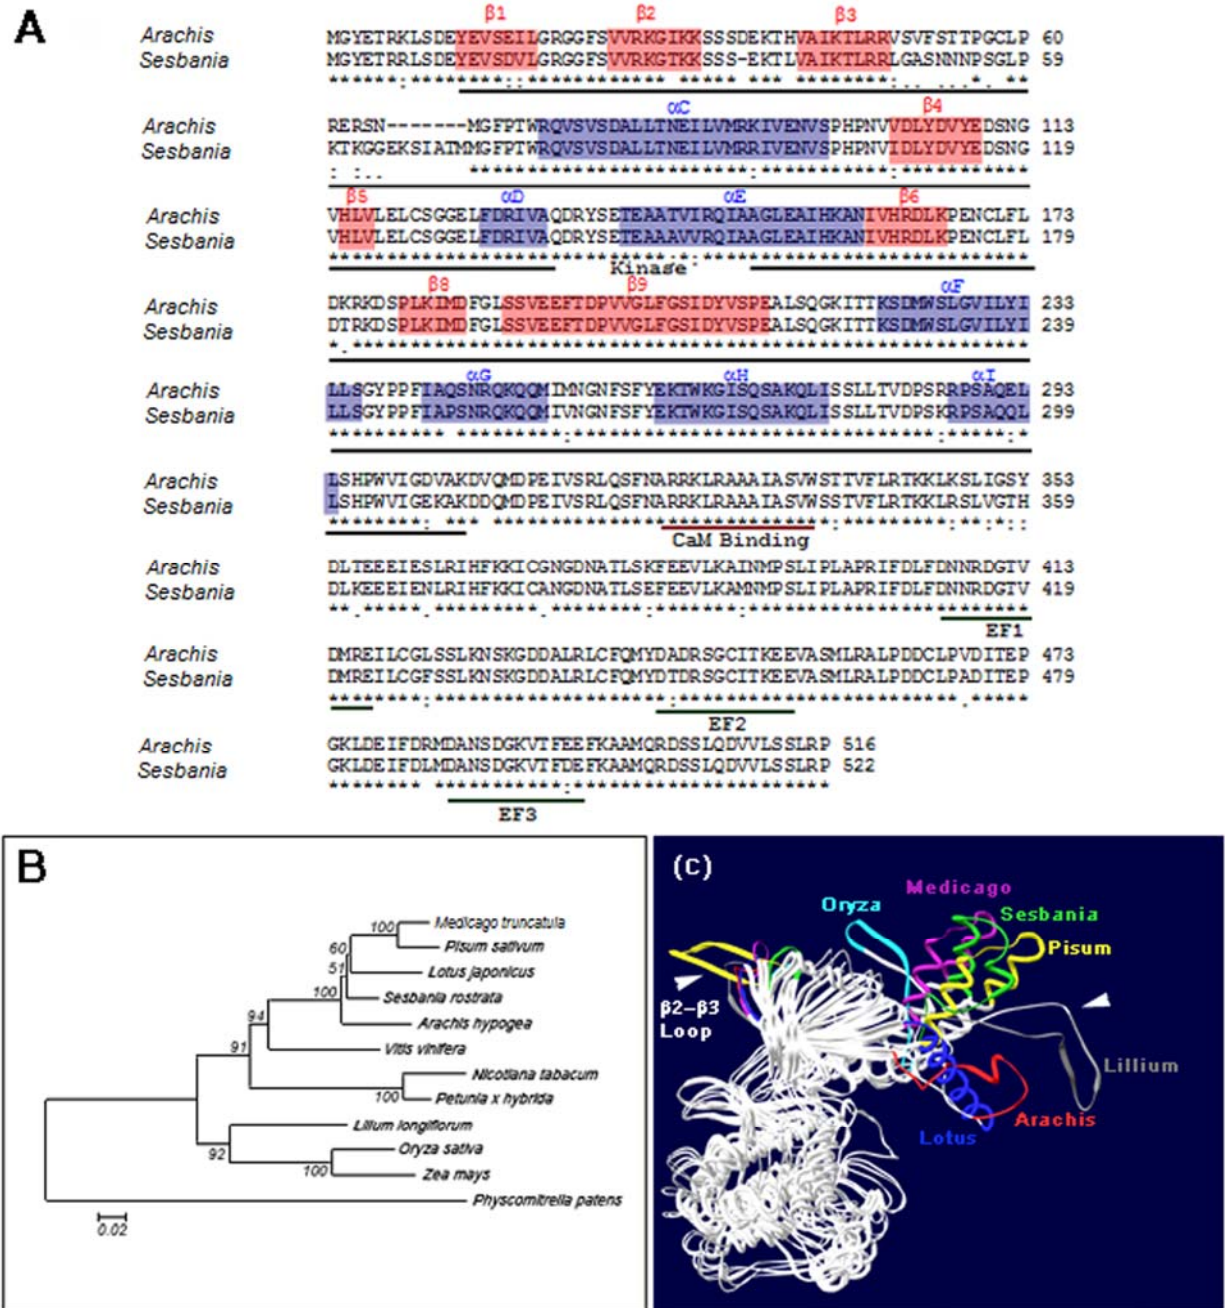 A
β1 β2 β3
Arachis MGYETRKLSDEYEVSEILGRGGFSVVRKGIKKSSSSDEKTHVAIKTLRRVSVFSTTPGCLP 60
Sesbania MGYETRRLSDEYEVSDVLGRGGFSVVRKGTKKSSS-EKTLVAIKTLRRLGASNNNPSGLP 59
αC β4
Arachis RERSN-------MGFPTWRQVSVSDALLTNEILVMRKIVENVSPHPNVVDLYDVYEDSNG 113
Sesbania KTKGGEKSIATMMGFPTWRQVSVSDALLTNEILVMRRIVENVSPHPNVIDLYDVYEDSNG 119
β5 αD αE β6
Arachis VHLVLELCSGGELFDRIVAQDRYSETEAATVIRQIAAGLEAIHKANIVHRDLKPENCLFL 173
Sesbania VHLVLELCSGGELFDRIVAQDRYSETEAAAVVRQIAAGLEAIHKANIVHRDLKPENCLFL 179
Kinase
β8 β9 αF
Arachis DKRKDSPLKIMDFGLSSVEEFTDPVVGLFGSIDYVSPEALSQGKITTKSDMWSLGVILYI 233
Sesbania DTRKDSPLKIMDFGLSSVEEFTDPVVGLFGSIDYVSPEALSQGKITTKSDMWSLGVILYI 239
αG αH αI
Arachis LLSGYPPFIAQSNRQKQQMIMNGNFSFYEKTWKGISQSAKQLISSLLTVDPSRRPSAQEL 293
Sesbania LLSGYPPFIAPSNRQKQQMIVNGNFSFYEKTWKGISQSAKQLISSLLTVDPSKRPSAQQL 299
Arachis LSHPWVIGDVAKDVQMDPEIVSRLQSFNARRKLRAAAIASVWSTTVFLRTKKLKSLIGSY 353
Sesbania LSHPWVIGEKAKDDQMDPEIVSRLQSFNARRKLRAAAIASVWSSTVFLRTKKLRSLVGTH 359
CaM Binding
Arachis DLTEEEIESLRIHFKKICGNGDNATLSKFEEVLKAINMPSLIPLAPRIFDLFDNNRDGTV 413
Sesbania DLKEEEIENLRIHFKKICANGDNATLSEFEEVLKAMNMPSLIPLAPRIFDLFDNNRDGTV 419
EF1
Arachis DMREILCGLSSLKNSKGDDALRLCFQMYDADRSGCITKEEVASMLRALPDDCLPVDITEP 473
Sesbania DMREILCGFSSLKNSKGDDALRLCFQMYDTDRSGCITKEEVASMLRALPDDCLPADITEP 479
EF2
Arachis GKLDEIFDRMDANSDGKVTFEEFKAAMQRDSSLQDVVLSSLRP 516
Sesbania GKLDEIFDLMDANSDGKVTFDEFKAAMQRDSSLQDVVLSSLRP 522
EF3
B
Medicago truncatula
100
Pisum sativum
60
Lotus japonicus
51
Sesbania rostrata
100
Arachis hypogea
94
Vitis vinifera
91
Nicotiana tabacum
100
Petunia x hybrida
Lilium longiflorum
92
Oryza sativa
100
Zea mays
Physcomitrella patens
0.02
(c)
Medicago
Oryza
Sesbania
Pisum
β2-β3
Loop
Lillium
Arachis
Lotus